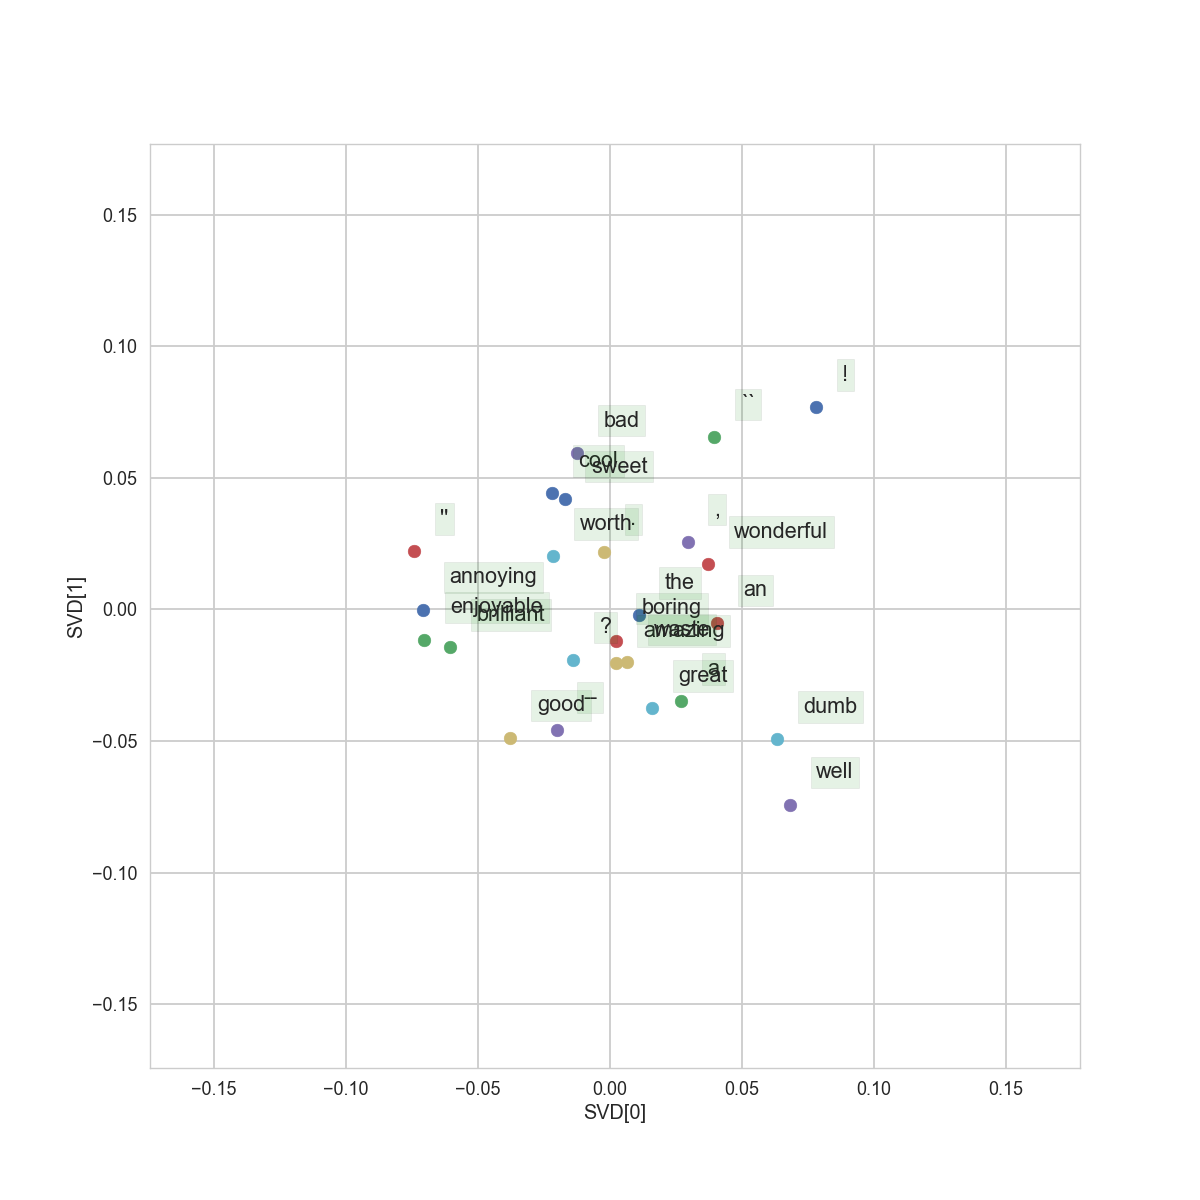 0.15
0.10
0.05
0.00
−0.05
−0.10
−0.15
SVD[1]
!
``
bad
cool
sweet
"
,
worth
.
wonderful
annoying
the
an
enjoyable
boring
brilliant
?
waste
amazing
a
great
good
--
dumb
well
−0.15
−0.10
−0.05
0.00
0.05
0.10
0.15
SVD[0]